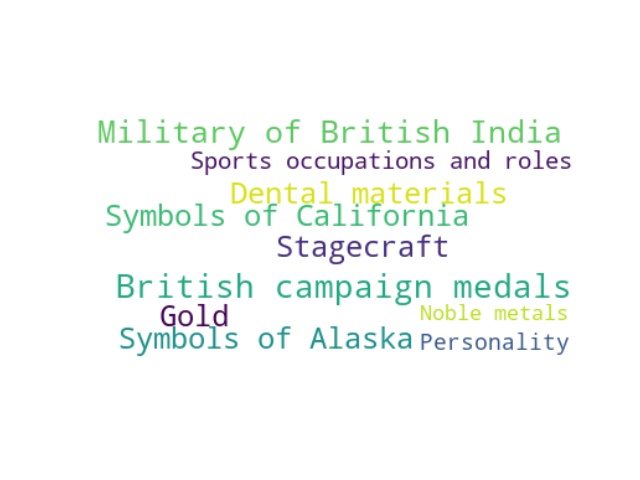 Military of British India
Sports occupations and roles
Dental materials
Symbols of California
Stagecraft
British campaign medals
Gold
Noble metals
Symbols of Alaska
Personality